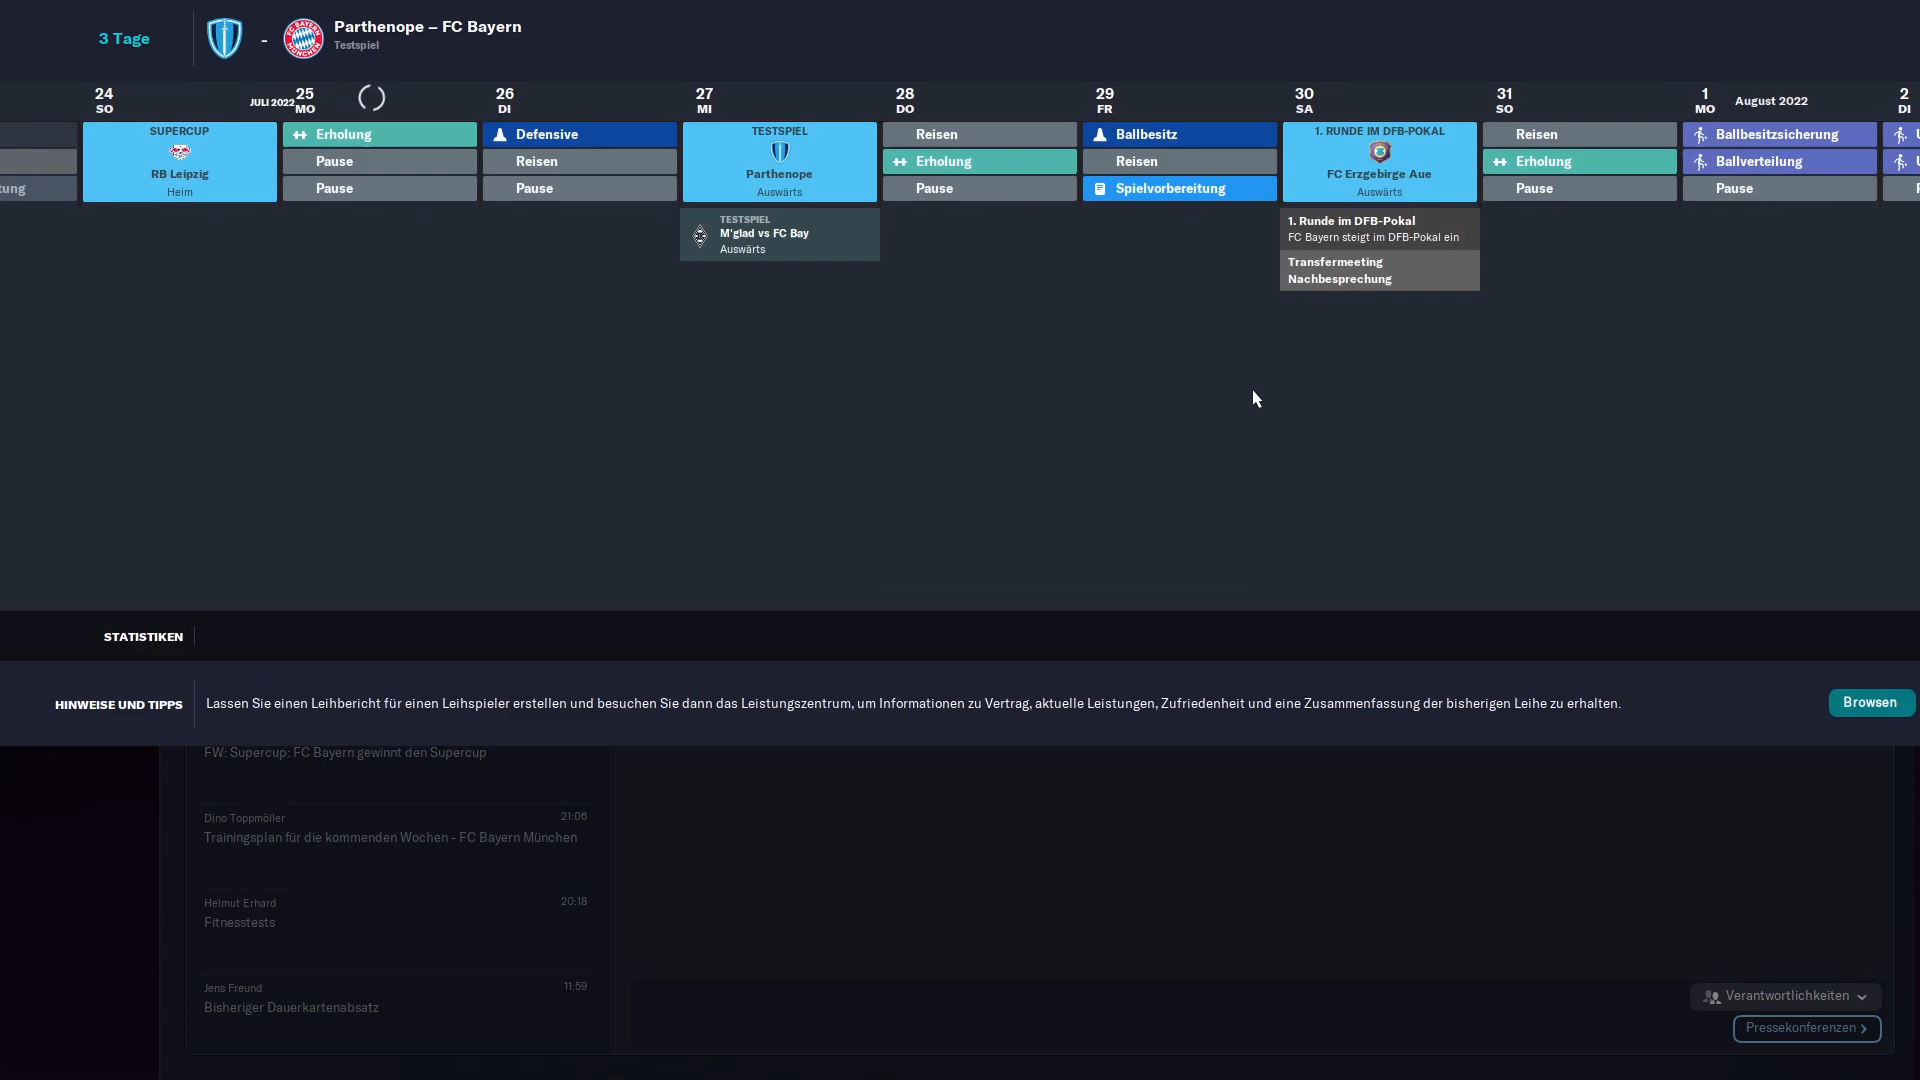 3 Tage
-
Parthenope – FC Bayern
Testspiel
24
SO
JULI 2022
25
MO
26
DI
27
MI
28
DO
29
FR
30
SA
31
SO
1
MO
August 2022
2
DI
tung
SUPERCUP
RB Leipzig
Heim
Erholung
Pause
Pause
Defensive
Reisen
Pause
TESTSPIEL
Parthenope
Auswärts
TESTSPIEL
M'glad vs FC Bay
Auswärts
Reisen
Erholung
Pause
Ballbesitz
Reisen
Spielvorbereitung
1. RUNDE IM DFB-POKAL
FC Erzgebirge Aue
Auswärts
1. Runde im DFB-Pokal
FC Bayern steigt im DFB-Pokal ein
Transfermeeting
Nachbesprechung
Reisen
Erholung
Pause
Ballbesitzsicherung
Ballverteilung
Pause
STATISTIKEN
HINWEISE UND TIPPS
Lassen Sie einen Leihbericht für einen Leihspieler erstellen und besuchen Sie dann das Leistungszentrum, um Informationen zu Vertrag, aktuelle Leistungen, Zufriedenheit und eine Zusammenfassung der bisherigen Leihe zu erhalten.
Browsen
FW: Supercup: FC Bayern gewinnt den Supercup
Dino Toppmöller
21:06
Trainingsplan für die kommenden Wochen - FC Bayern München
Helmut Erhard
20:18
Fitnesstests
Jens Freund
11:59
Bisheriger Dauerkartenabsatz
Verantwortlichkeiten
Pressekonferenzen